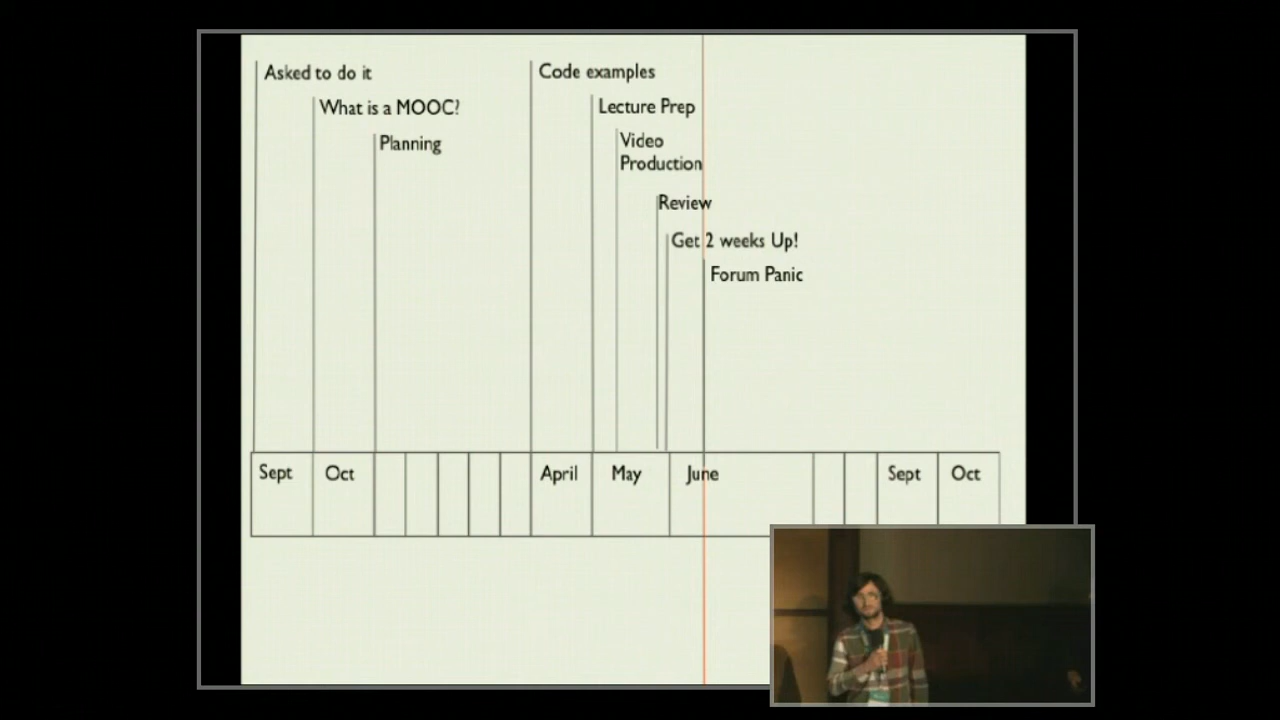 Asked to do it
Code examples
What is a MOOC?
Lecture Prep
Planning
Video
Production
Review
Get 2 weeks Up!
Forum Panic
Sept Oct April May June Sept Oct